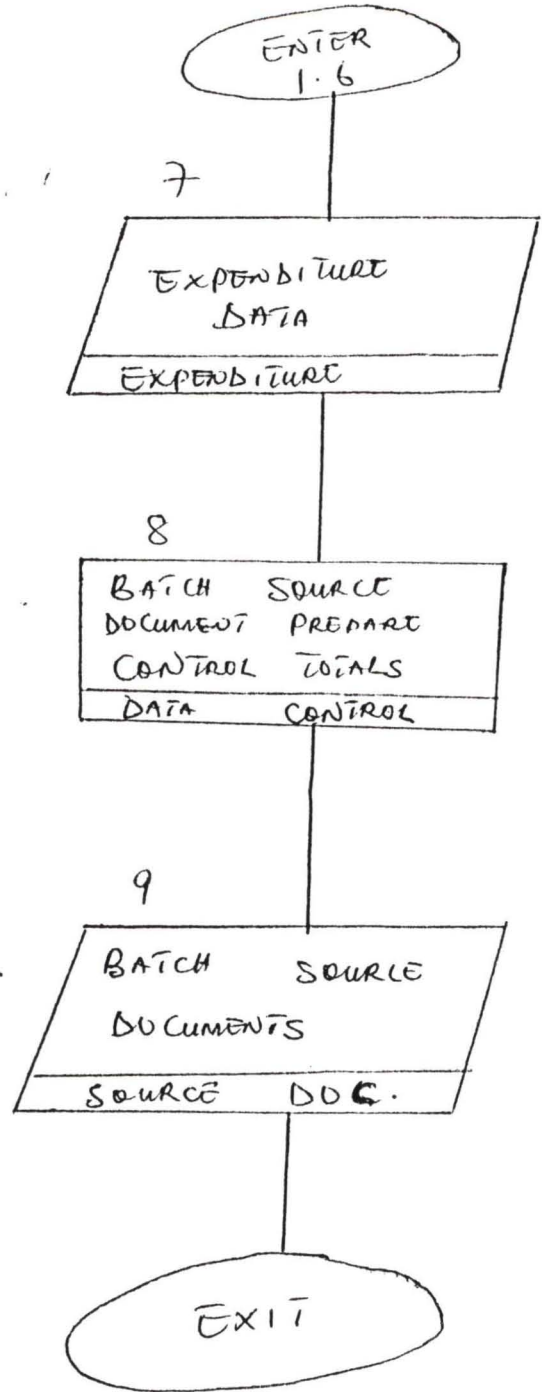 ENTER
1.6
7
EXPENDITURE
DATA
EXPENDITURE
8
BATCH SOURCE
DOCUMENT PREPARE
CONTROL TOTALS
DATA CONTROL
9
BATCH SOURCE
DOCUMENTS
SOURCE DOC.
EXIT